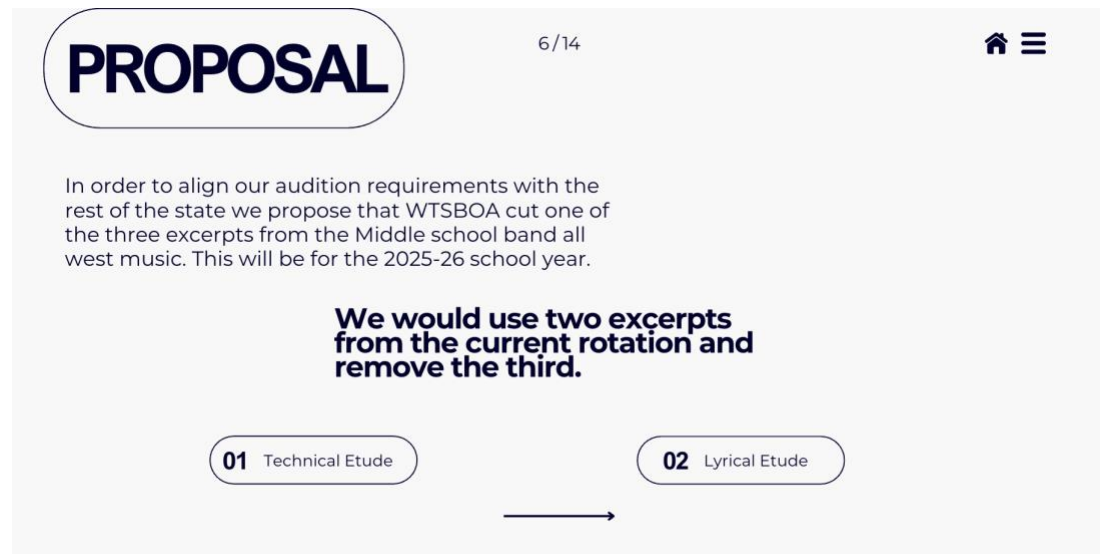 PROPOSAL
6/14
In order to align our audition requirements with the
rest of the state we propose that WTSBOA cut one of
the three excerpts from the Middle school band all
west music. This will be for the 2025-26 school year.
We would use two excerpts
from the current rotation and
remove the third.
01 Technical Etude
02 Lyrical Etude